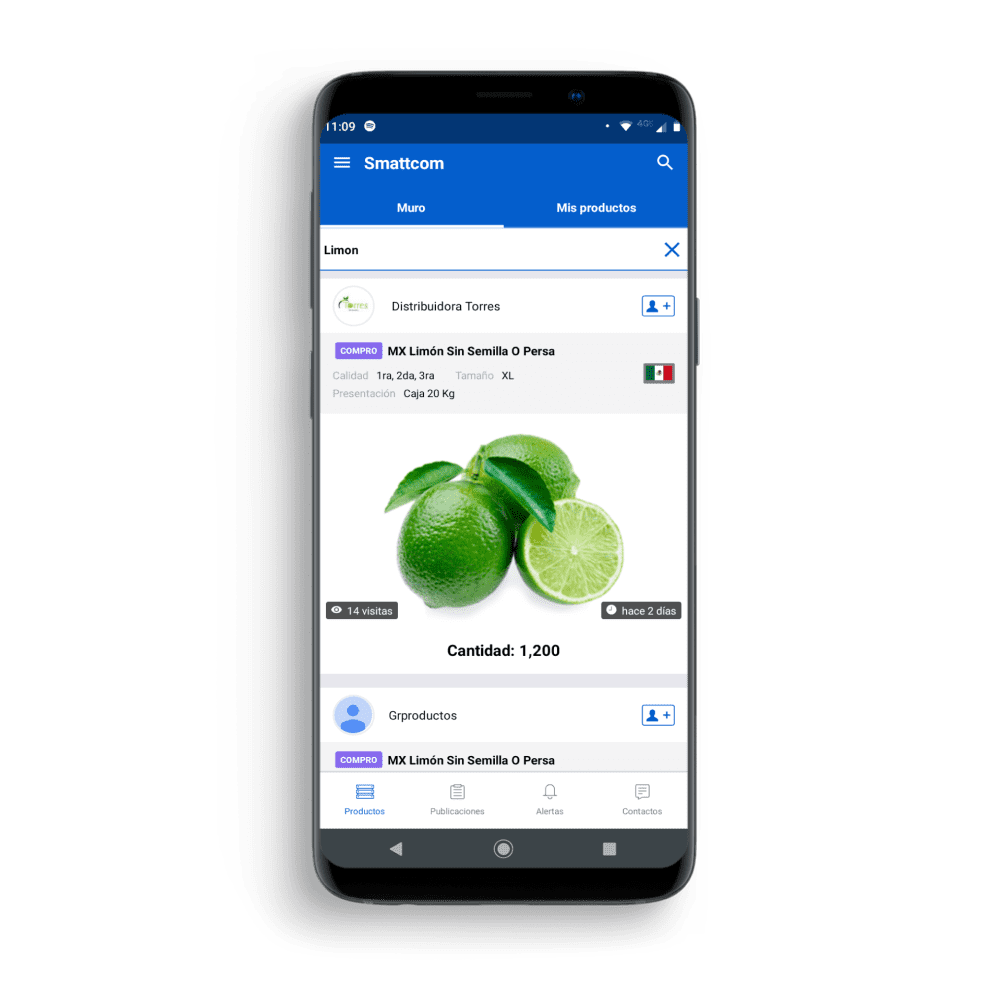 11:09
4G
Smattcom
Muro Mis productos
Limon
Torres
Distribuidora Torres
COMPRO MX Limón Sin Semilla O Persa
Calidad 1ra, 2da, 3ra Tamaño XL
Presentación Caja 20 Kg
14 visitas hace 2 días
Cantidad: 1,200
Grproductos
COMPRO MX Limón Sin Semilla O Persa
Productos Publicaciones Alertas Contactos